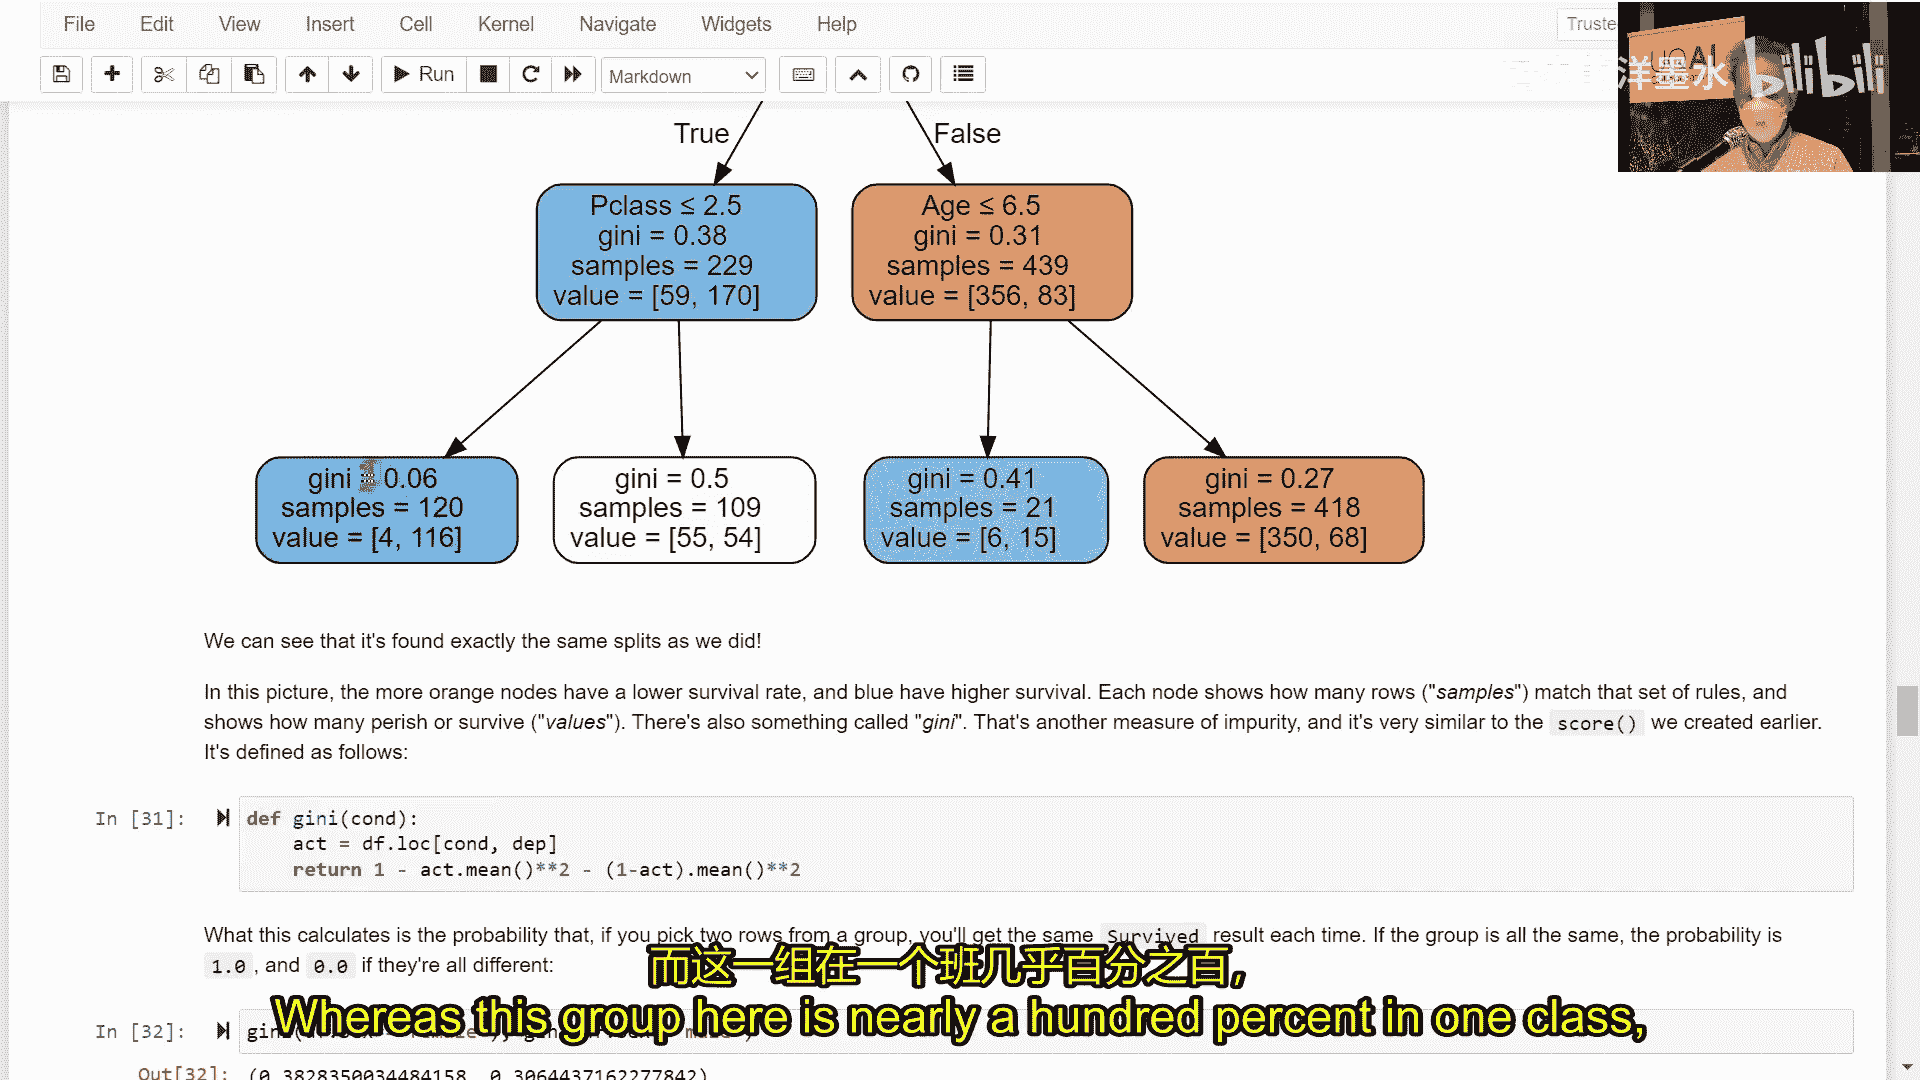 File Edit View Insert Cell Kernel Navigate Widgets Help
Run Markdown
洋墨水 bilibili
True False
Pclass ≤ 2.5
gini = 0.38
samples = 229
value = [59, 170]
Age ≤ 6.5
gini = 0.31
samples = 439
value = [356, 83]
gini = 0.06
samples = 120
value = [4, 116]
gini = 0.5
samples = 109
value = [55, 54]
gini = 0.41
samples = 21
value = [6, 15]
gini = 0.27
samples = 418
value = [350, 68]
We can see that it's found exactly the same splits as we did!
In this picture, the more orange nodes have a lower survival rate, and blue have higher survival. Each node shows how many rows ("samples") match that set of rules, and
shows how many perish or survive ("values"). There's also something called "gini". That's another measure of impurity, and it's very similar to the score() we created earlier.
It's defined as follows:
In [31]:
def gini(cond):
act = df.loc[cond, dep]
return 1 - act.mean()**2 - (1-act).mean()**2
What this calculates is the probability that, if you pick two rows from a group, you'll get the same Survived result each time. If the group is all the same, the probability is
1.0 , and 0.0 if they're all different:
而这一组在一个班几乎百分之百，
Whereas this group here is nearly a hundred percent in one class,
In [32]:
Out[32]: (0.3828350034484158, 0.3064437162277842)